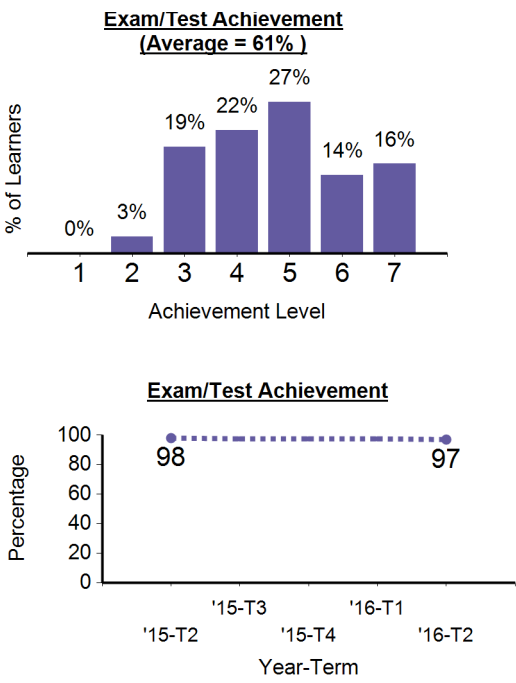 Exam/Test Achievement
(Average = 61% )
% of Learners
0%
3%
19%
22%
27%
14%
16%
1 2 3 4 5 6 7
Achievement Level
Exam/Test Achievement
Percentage
100
80
60
40
20
0
98
97
'15-T3 '16-T1
'15-T2 '15-T4 '16-T2
Year-Term